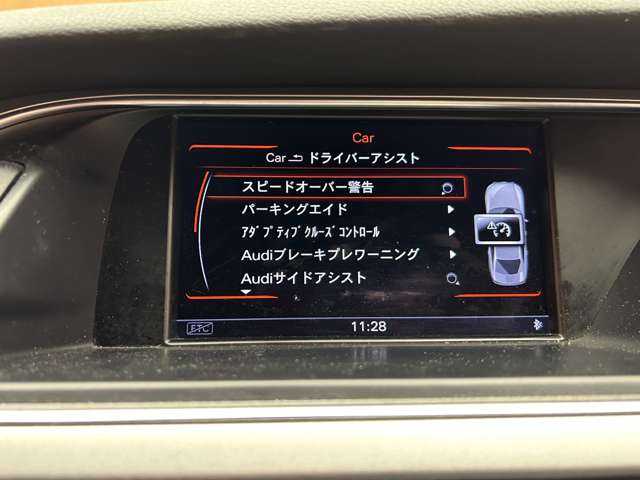 Car
Car ドライバーアシスト
スピードオーバー警告
パーキングエイド
ｱﾀﾞﾌﾟﾃｨﾌﾞｸﾙｰｽﾞｺﾝﾄﾛｰﾙ
Audiブレーキプレワーニング
Audiサイドアシスト
ETC 11:28